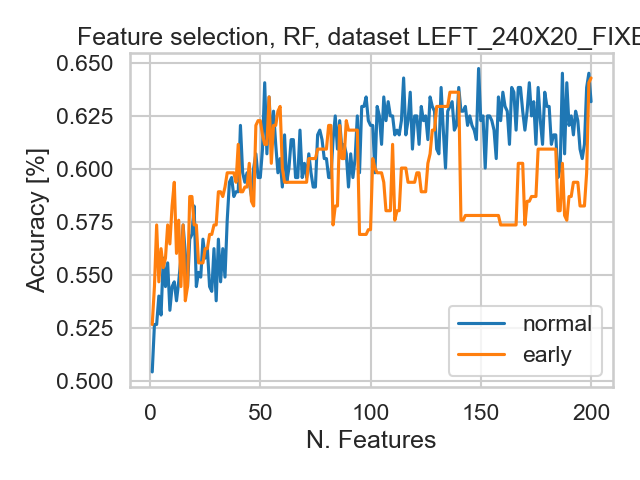 Feature selection, RF, dataset LEFT_240X20_FIXE
0.650
0.625
0.600
0.575
0.550
0.525
0.500
Accuracy [%]
normal
early
0
50
100
150
200
N. Features